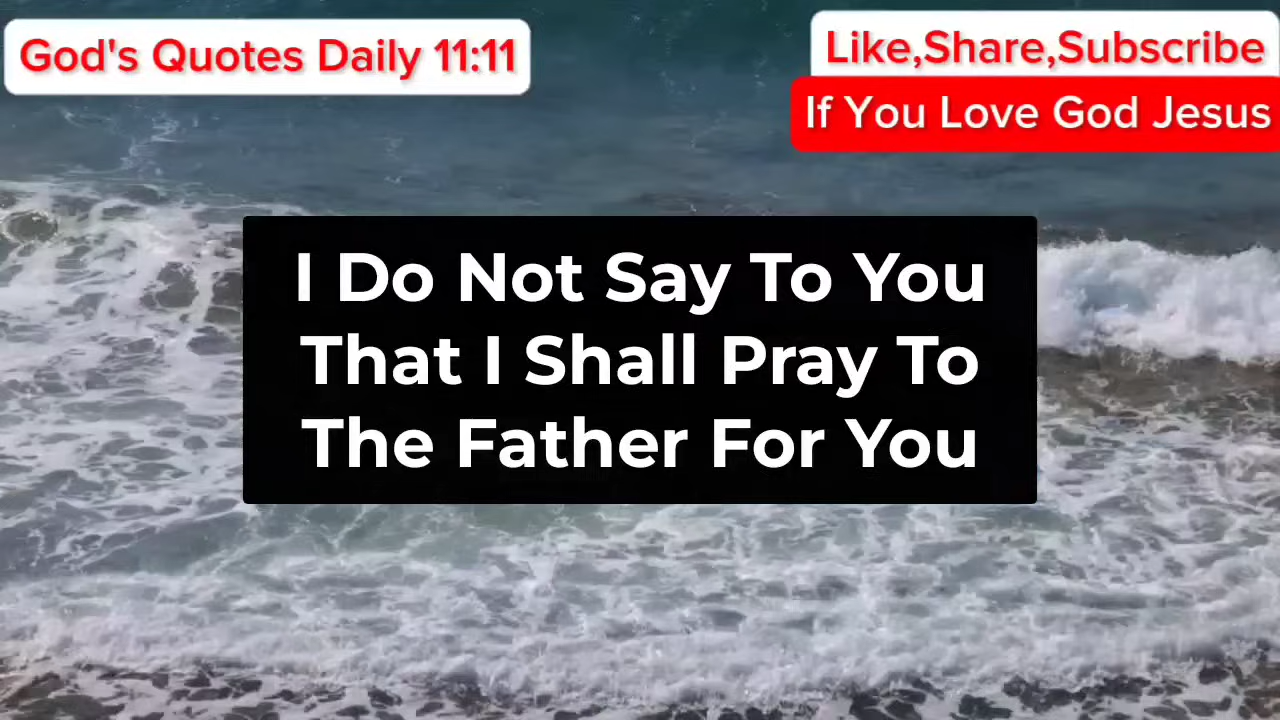 God's Quotes Daily 11:11
Like,Share,Subscribe
If You Love God Jesus
I Do Not Say To You
That I Shall Pray To
The Father For You